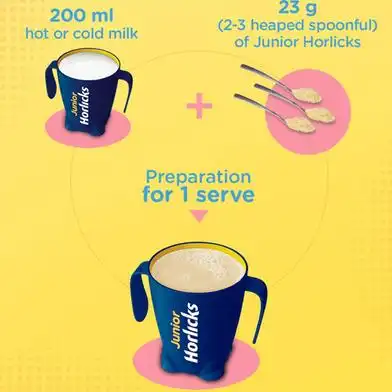 200 ml
hot or cold milk
23 g
(2-3 heaped spoonful)
of Junior Horlicks
Junior
Horlicks
+
Preparation
for 1 serve
Junior
Horlicks